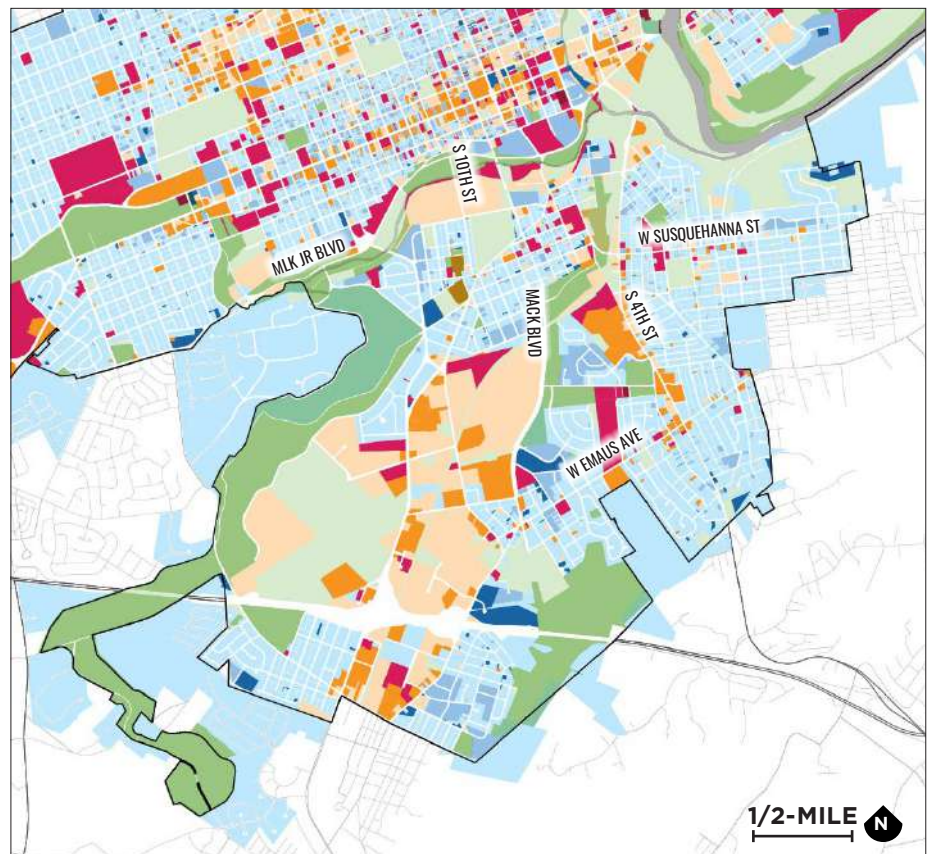 S 10TH ST
W SUSQUEHANNA ST
MLK JR BLVD
MACK BLVD
S 4TH ST
W EMAUS AVE
1/2-MILE N